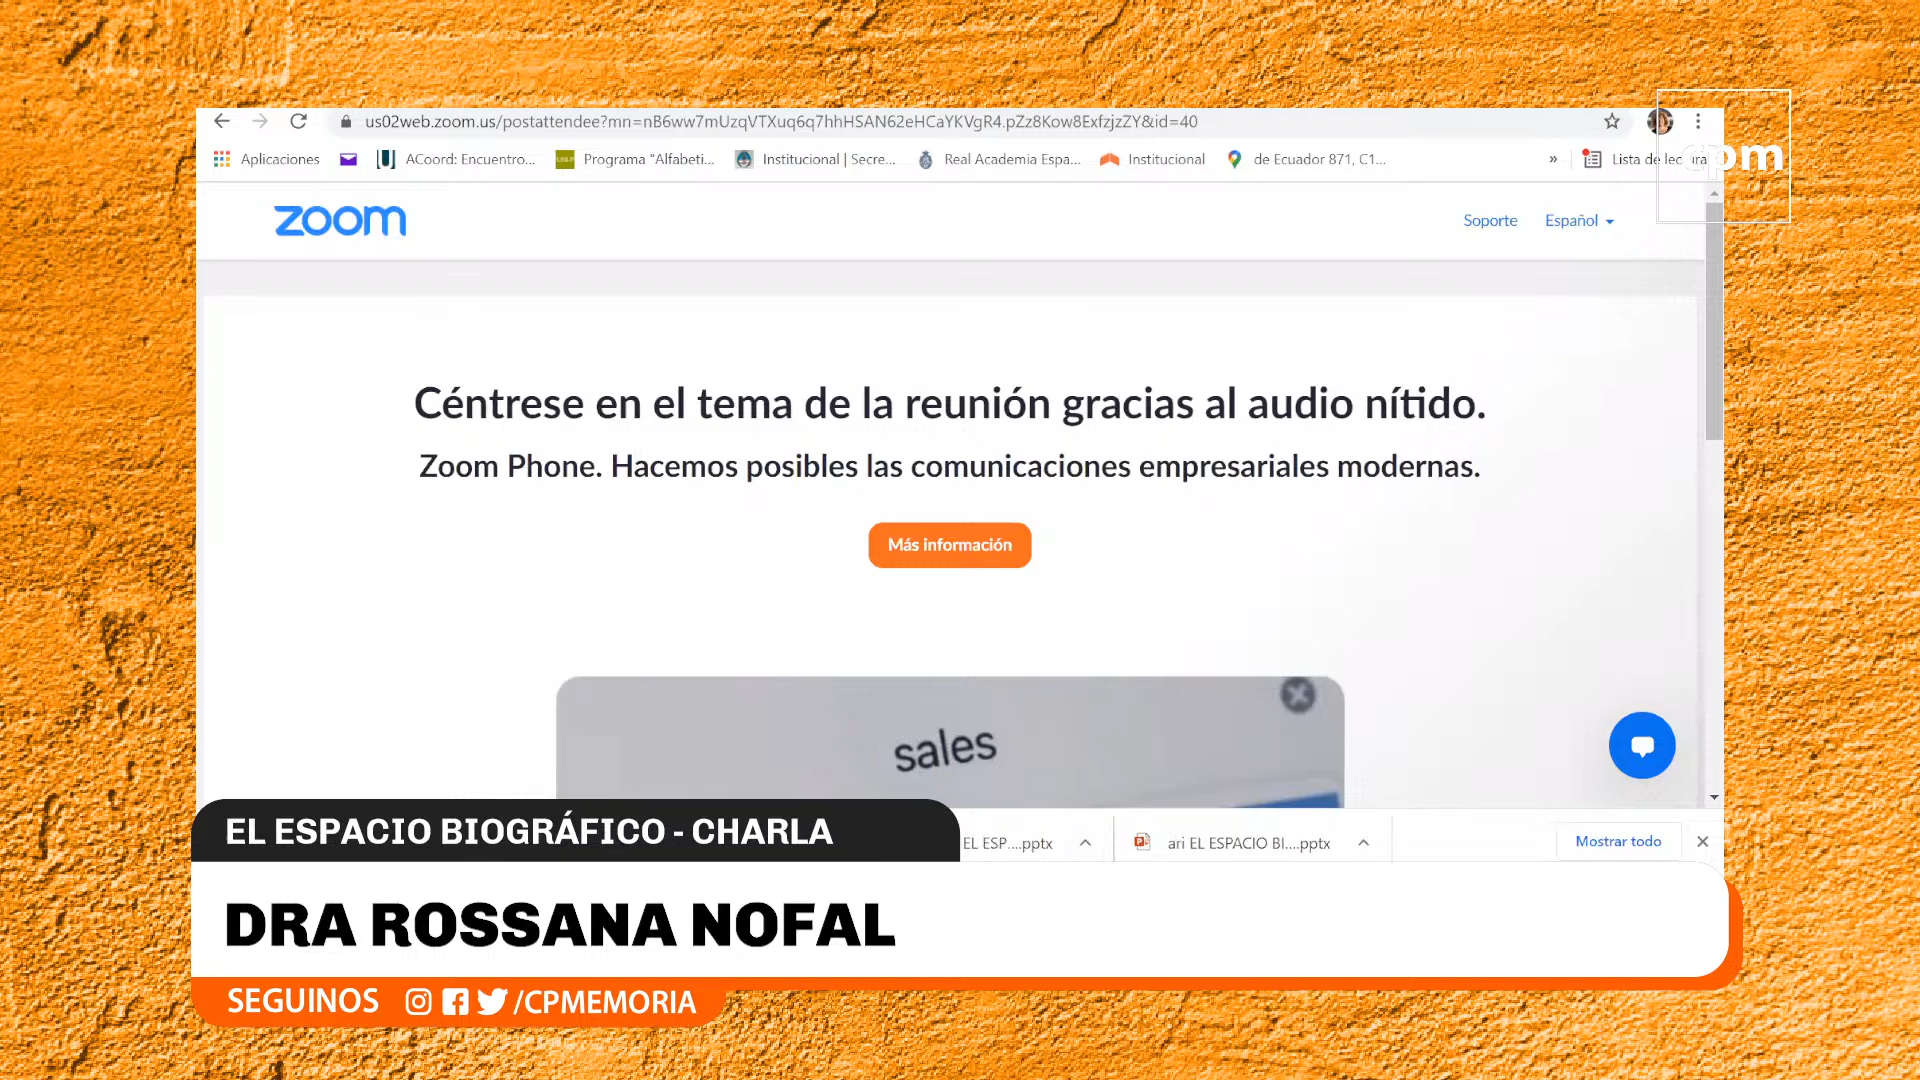 us02web.zoom.us/postattendee?mn=nB6ww7mUzqVTXuq6q7hhHSAN62eHCaYKVgR4.pZz8Kow8ExfzjzZY&id=40
Aplicaciones ACoord: Encuentro... Programa "Alfabeti... Institucional | Secre... Real Academia Espa... Institucional de Ecuador 871, C1... » Lista de lectura
cpm
zoom
Soporte Español
Céntrese en el tema de la reunión gracias al audio nítido.
Zoom Phone. Hacemos posibles las comunicaciones empresariales modernas.
Más información
sales
EL ESPACIO BIOGRÁFICO - CHARLA
EL ESP....pptx ari EL ESPACIO BI....pptx Mostrar todo
DRA ROSSANA NOFAL
SEGUINOS /CPMEMORIA